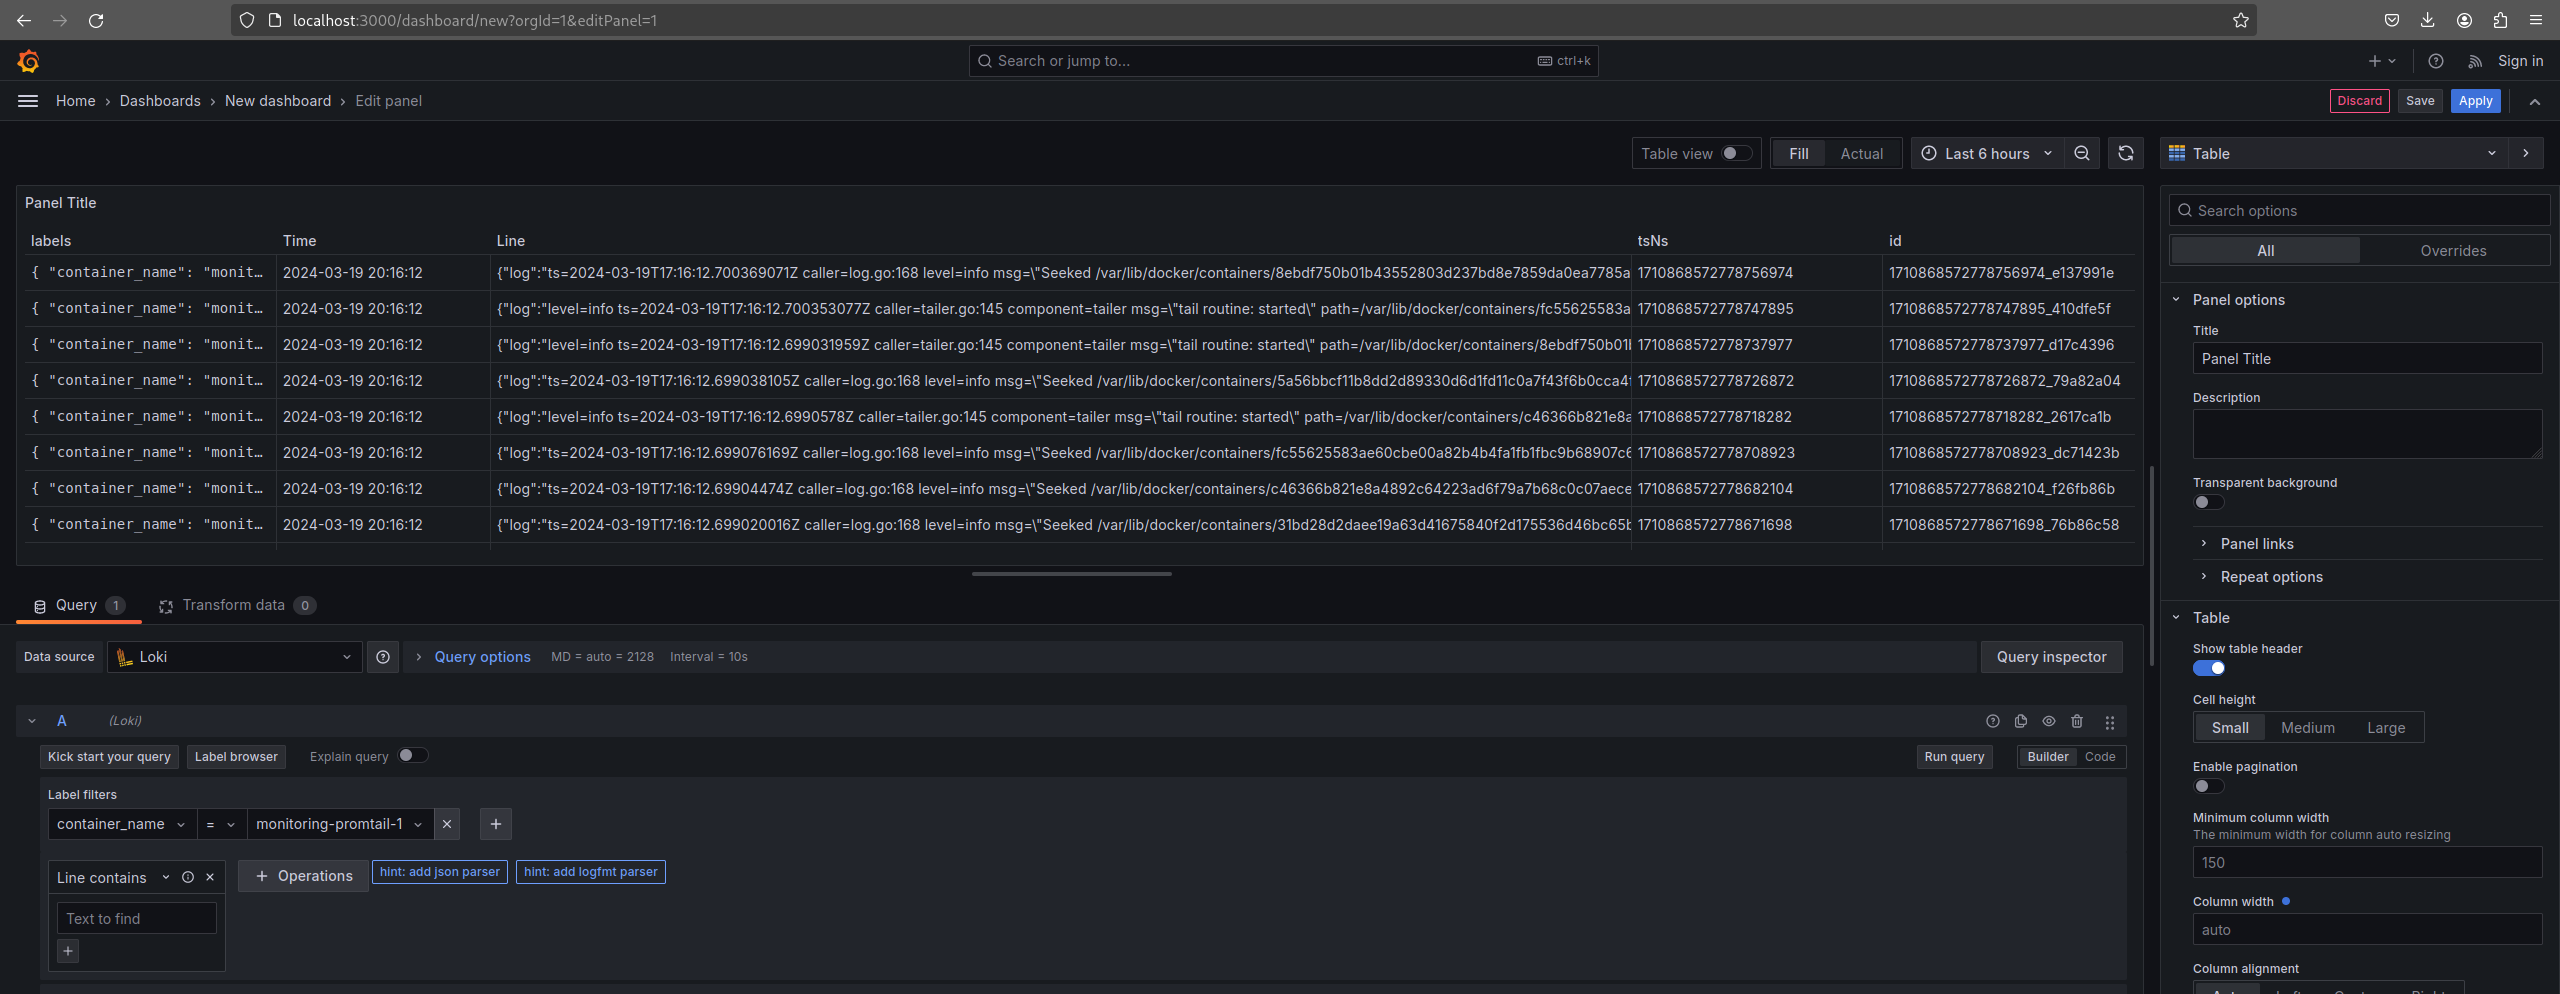 localhost:3000/dashboard/new?orgId=1&editPanel=1
Search or jump to... ctrl+k
Sign in
Home › Dashboards › New dashboard › Edit panel
Discard Save Apply
Table view Fill Actual Last 6 hours Table
Panel Title
labels Time Line tsNs id
{ "container_name": "monit… 2024-03-19 20:16:12 {"log":"ts=2024-03-19T17:16:12.700369071Z caller=log.go:168 level=info msg=\"Seeked /var/lib/docker/containers/8ebdf750b01b43552803d237bd8e7859da0ea7785a 1710868572778756974 1710868572778756974_e137991e
{ "container_name": "monit… 2024-03-19 20:16:12 {"log":"level=info ts=2024-03-19T17:16:12.700353077Z caller=tailer.go:145 component=tailer msg=\"tail routine: started\" path=/var/lib/docker/containers/fc55625583a 1710868572778747895 1710868572778747895_410dfe5f
{ "container_name": "monit… 2024-03-19 20:16:12 {"log":"level=info ts=2024-03-19T17:16:12.699031959Z caller=tailer.go:145 component=tailer msg=\"tail routine: started\" path=/var/lib/docker/containers/8ebdf750b01 1710868572778737977 1710868572778737977_d17c4396
{ "container_name": "monit… 2024-03-19 20:16:12 {"log":"ts=2024-03-19T17:16:12.699038105Z caller=log.go:168 level=info msg=\"Seeked /var/lib/docker/containers/5a56bbcf11b8dd2d89330d6d1fd11c0a7f43f6b0cca4 1710868572778726872 1710868572778726872_79a82a04
{ "container_name": "monit… 2024-03-19 20:16:12 {"log":"level=info ts=2024-03-19T17:16:12.6990578Z caller=tailer.go:145 component=tailer msg=\"tail routine: started\" path=/var/lib/docker/containers/c46366b821e8a 1710868572778718282 1710868572778718282_2617ca1b
{ "container_name": "monit… 2024-03-19 20:16:12 {"log":"ts=2024-03-19T17:16:12.699076169Z caller=log.go:168 level=info msg=\"Seeked /var/lib/docker/containers/fc55625583ae60cbe00a82b4b4fa1fb1fbc9b68907c6 1710868572778708923 1710868572778708923_dc71423b
{ "container_name": "monit… 2024-03-19 20:16:12 {"log":"ts=2024-03-19T17:16:12.69904474Z caller=log.go:168 level=info msg=\"Seeked /var/lib/docker/containers/c46366b821e8a4892c64223ad6f79a7b68c0c07aece 1710868572778682104 1710868572778682104_f26fb86b
{ "container_name": "monit… 2024-03-19 20:16:12 {"log":"ts=2024-03-19T17:16:12.699020016Z caller=log.go:168 level=info msg=\"Seeked /var/lib/docker/containers/31bd28d2daee19a63d41675840f2d175536d46bc65b 1710868572778671698 1710868572778671698_76b86c58
Query 1 Transform data 0
Data source Loki Query options MD = auto = 2128 Interval = 10s Query inspector
A (Loki)
Kick start your query Label browser Explain query Run query Builder Code
Label filters
container_name = monitoring-promtail-1
Line contains Operations hint: add json parser hint: add logfmt parser
Text to find
Search options
All Overrides
Panel options
Title
Panel Title
Description
Transparent background
Panel links
Repeat options
Table
Show table header
Cell height
Small Medium Large
Enable pagination
Minimum column width
The minimum width for column auto resizing
150
Column width
auto
Column alignment